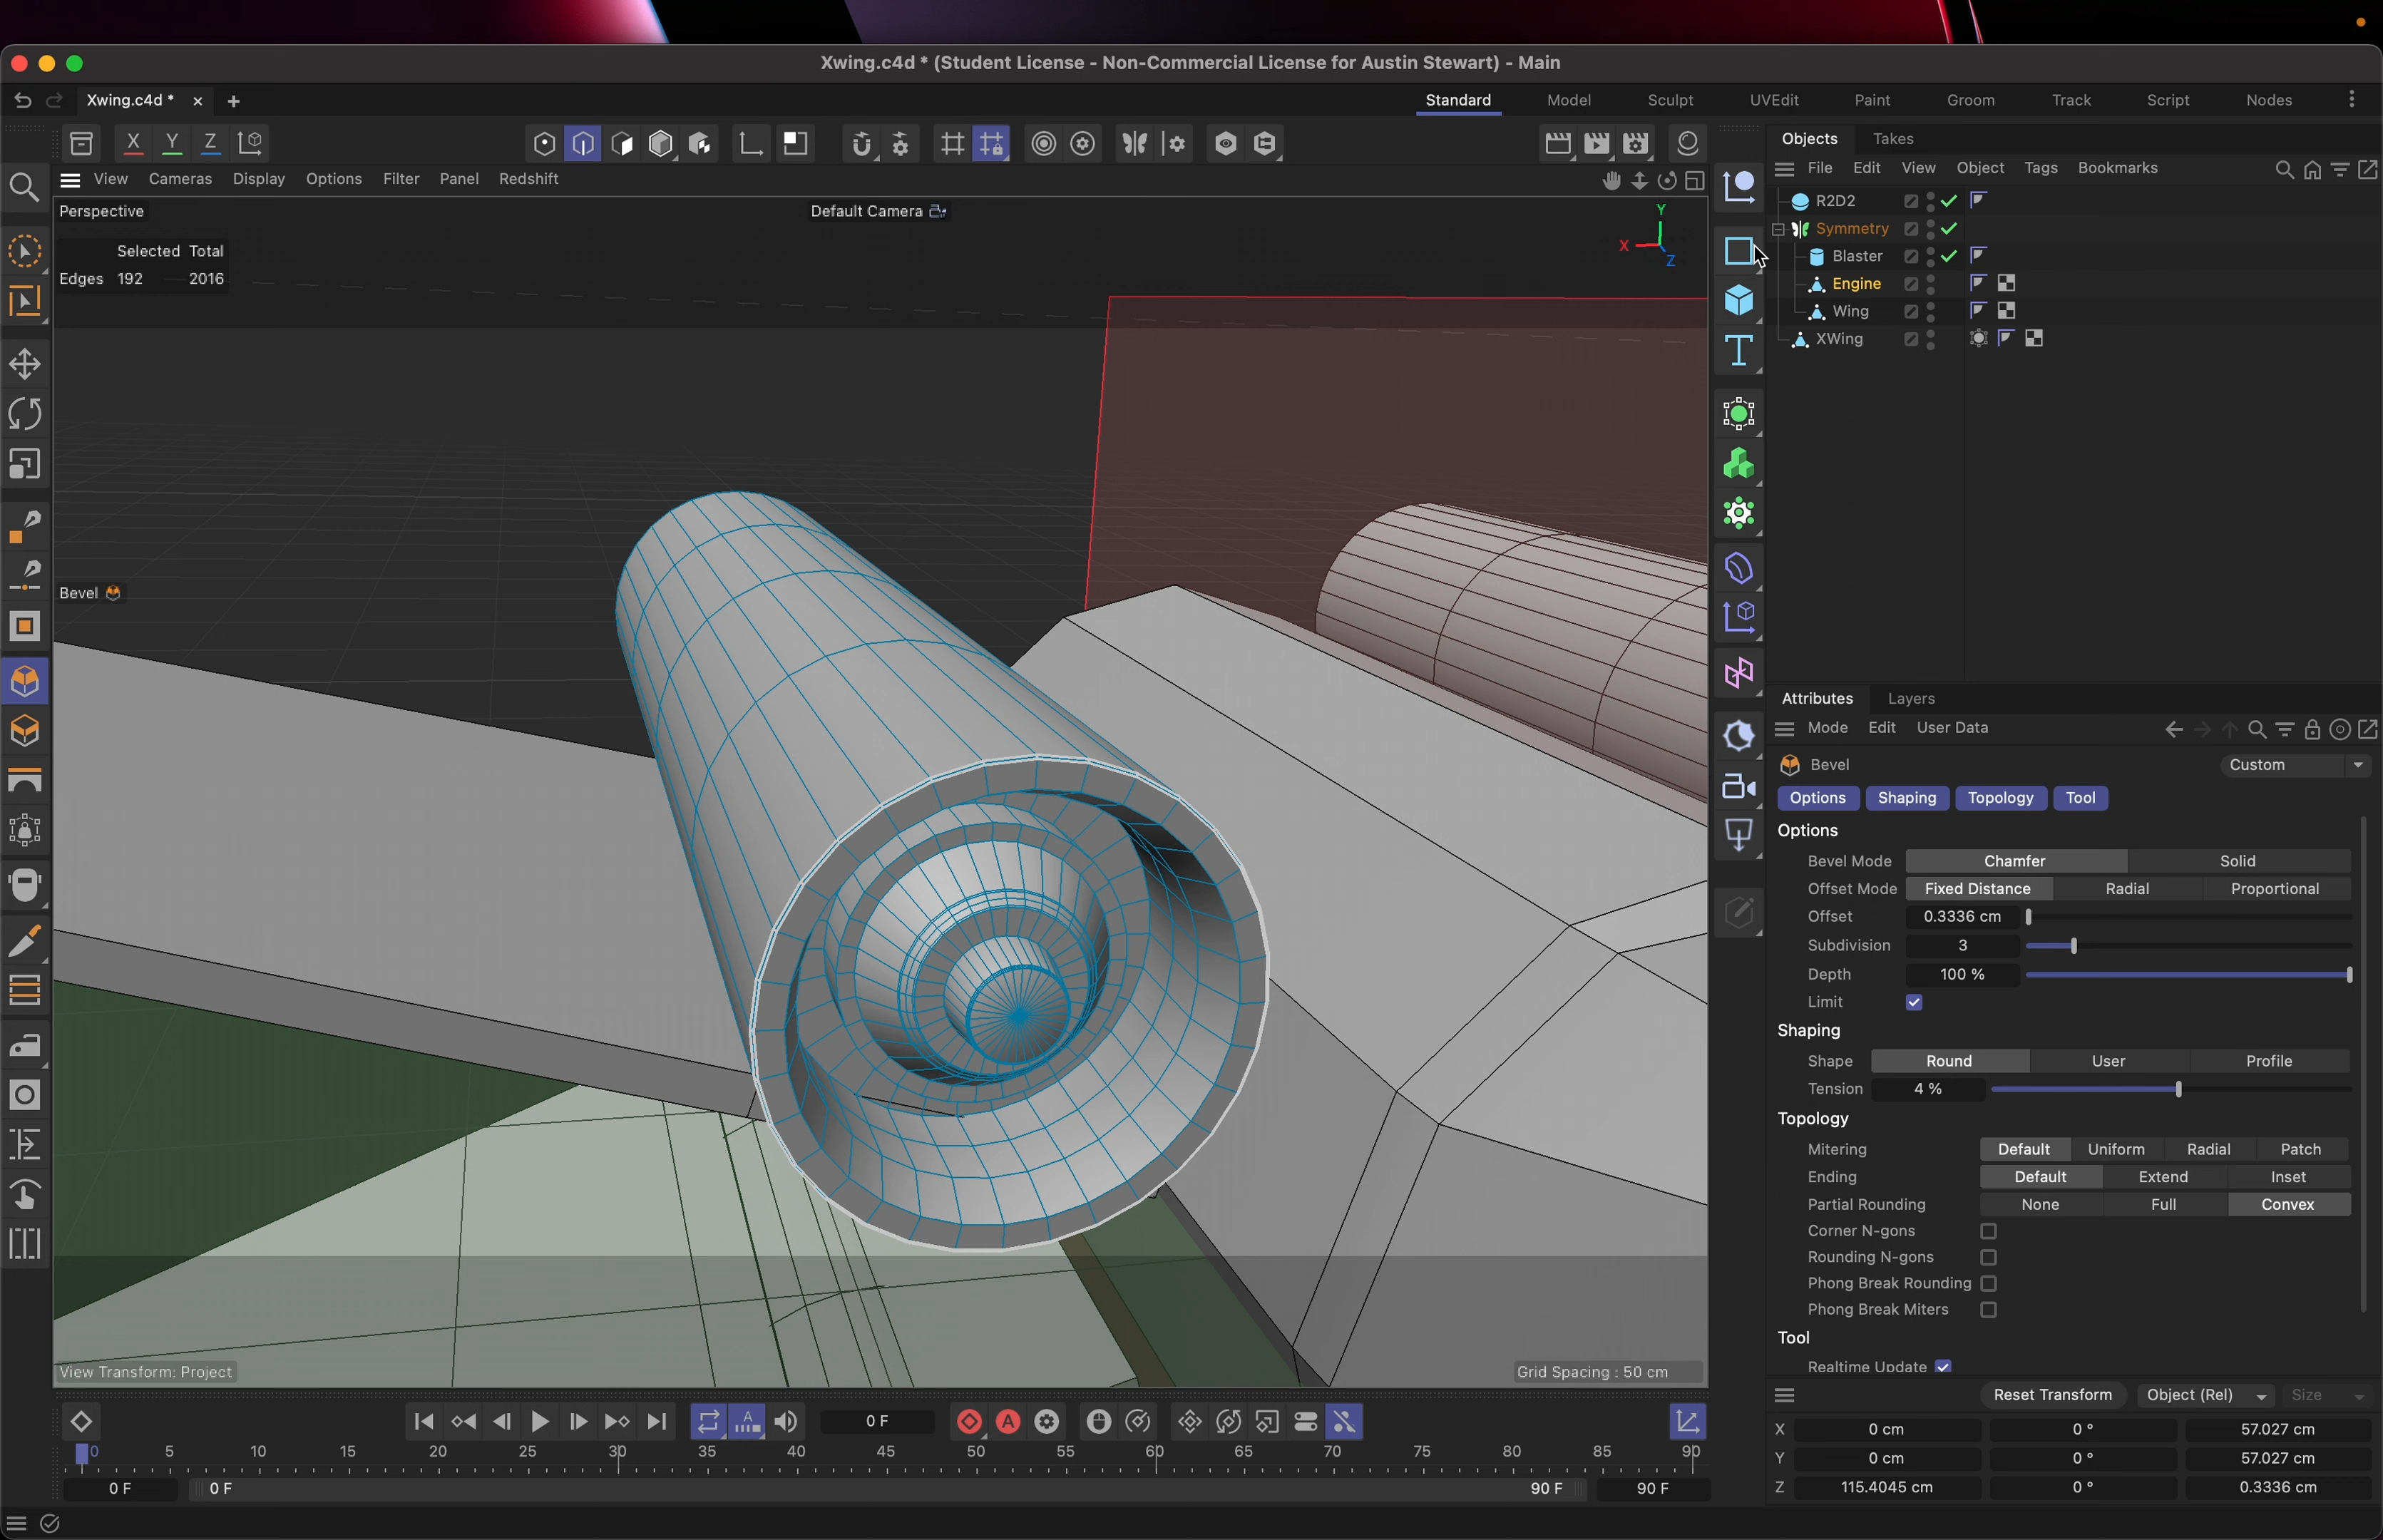 Xwing.c4d * (Student License - Non-Commercial License for Austin Stewart) - Main
Xwing.c4d *
Standard Model Sculpt UVEdit Paint Groom Track Script Nodes
X Y Z
Objects Takes
File Edit View Object Tags Bookmarks
View Cameras Display Options Filter Panel Redshift
Perspective
Default Camera
Y
X
Z
Selected Total
Edges 192 2016
Bevel
R2D2
Symmetry
Blaster
Engine
Wing
XWing
Attributes Layers
Mode Edit User Data
Bevel
Custom
Options Shaping Topology Tool
Options
Bevel Mode Chamfer Solid
Offset Mode Fixed Distance Radial Proportional
Offset 0.3336 cm
Subdivision 3
Depth 100 %
Limit
Shaping
Shape Round User Profile
Tension 4 %
Topology
Mitering Default Uniform Radial Patch
Ending Default Extend Inset
Partial Rounding None Full Convex
Corner N-gons
Rounding N-gons
Phong Break Rounding
Phong Break Miters
Tool
Realtime Update
View Transform: Project
Grid Spacing : 50 cm
Reset Transform Object (Rel) Size
X 0 cm 0 ° 57.027 cm
Y 0 cm 0 ° 57.027 cm
Z 115.4045 cm 0 ° 0.3336 cm
A
0 F
A
0 5 10 15 20 25 30 35 40 45 50 55 60 65 70 75 80 85 90
0 F 0 F 90 F 90 F